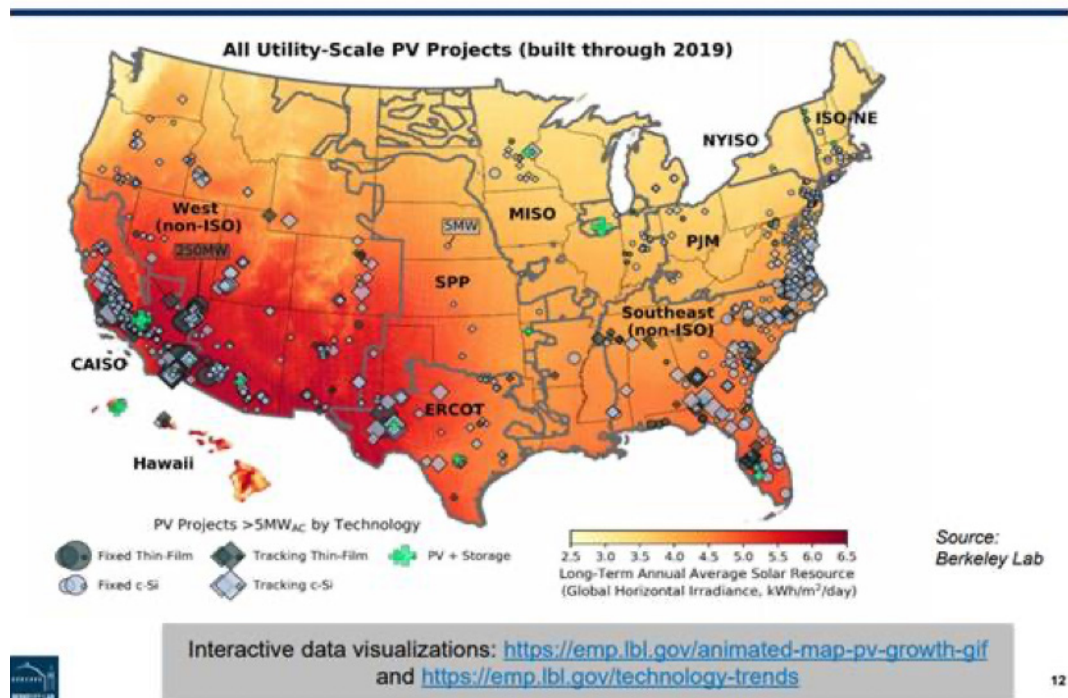 All Utility-Scale PV Projects (built through 2019)
ISO-NE
NYISO
West
(non-ISO)
250MW
5MW
MISO
PJM
SPP
Southeast
(non-ISO)
CAISO
ERCOT
Hawaii
PV Projects >5MWAC by Technology
Fixed Thin-Film
Tracking Thin-Film
PV + Storage
Fixed c-Si
Tracking c-Si
2.5 3.0 3.5 4.0 4.5 5.0 5.5 6.0 6.5
Long-Term Annual Average Solar Resource
(Global Horizontal Irradiance, kWh/m²/day)
Source:
Berkeley Lab
Interactive data visualizations: https://emp.lbl.gov/animated-map-pv-growth-gif
and https://emp.lbl.gov/technology-trends
BERKELEY LAB
12